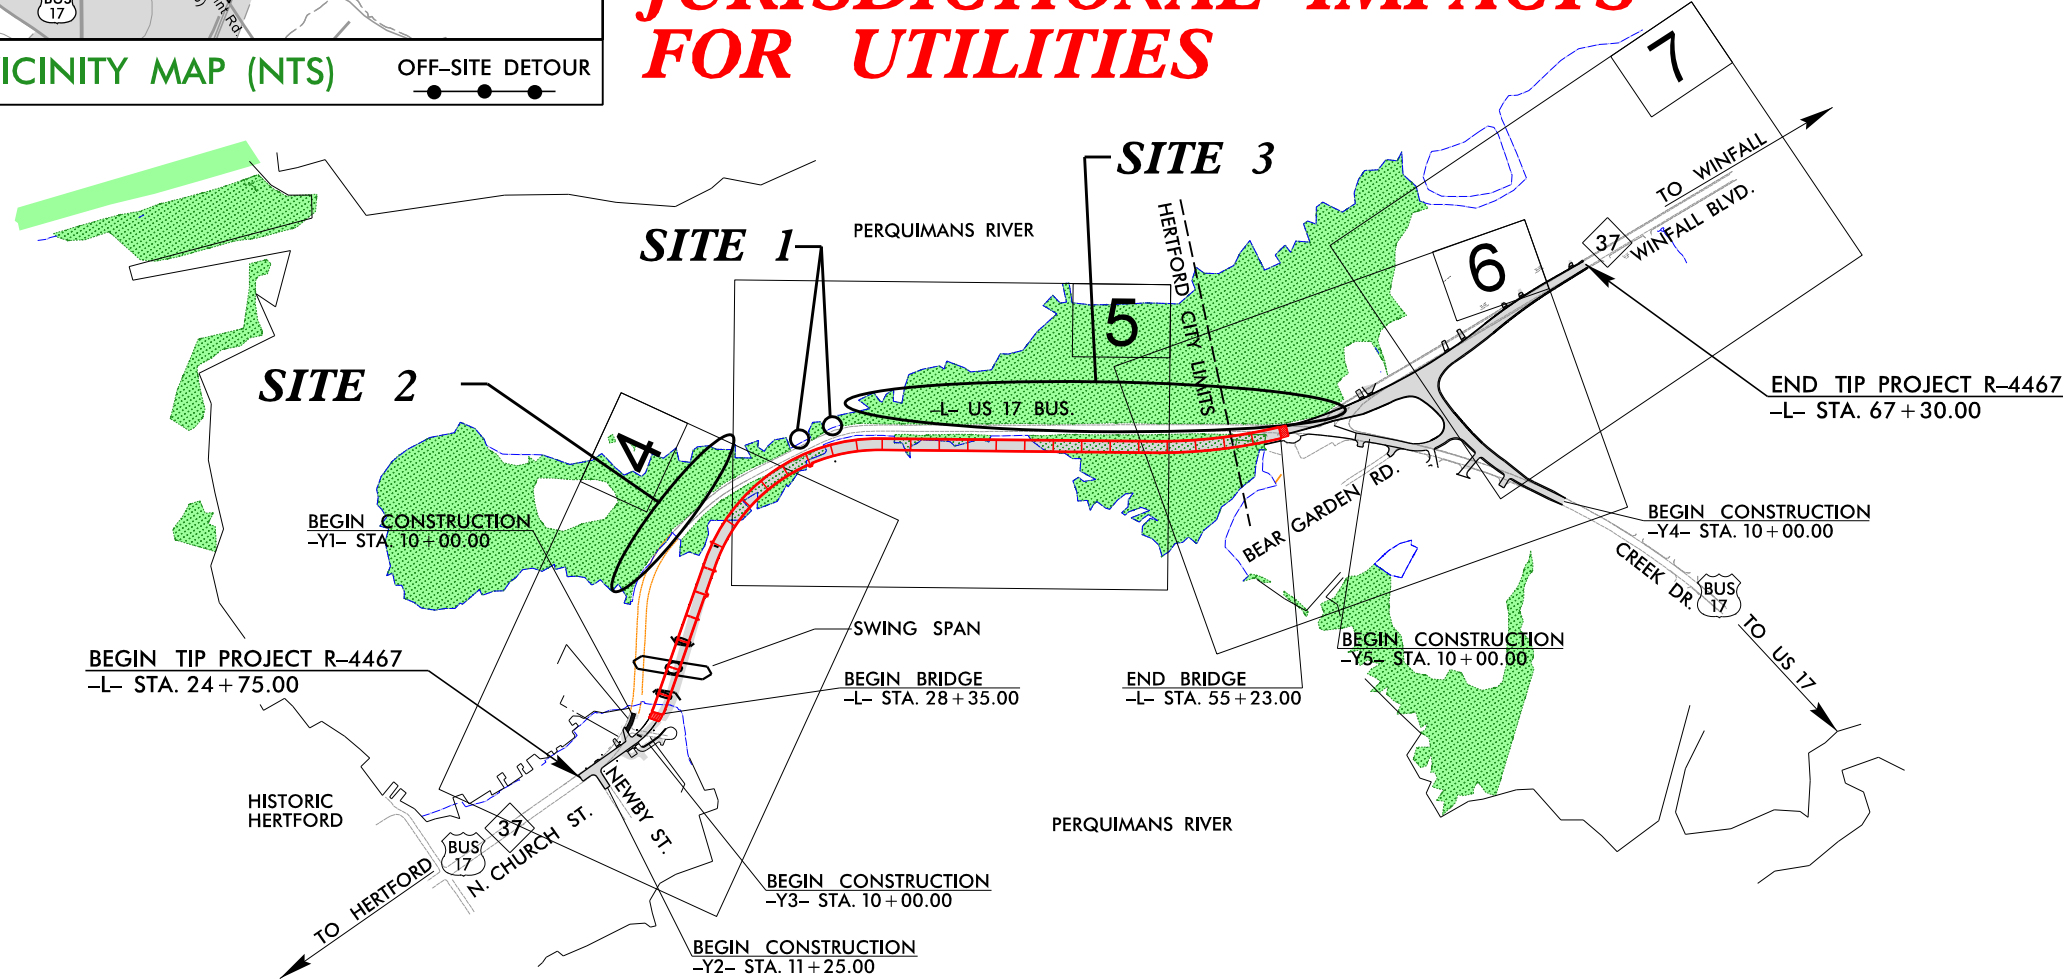 JURISDICTIONAL IMPACTS
FOR UTILITIES
BUS
17
ICINITY MAP (NTS)
OFF-SITE DETOUR
7
SITE 3
TO WINFALL
WINFALL BLVD.
37
PERQUIMANS RIVER
HERTFORD CITY LIMITS
SITE 1
6
5
SITE 2
4
-L- US 17 BUS
END TIP PROJECT R-4467
-L- STA. 67+30.00
BEGIN CONSTRUCTION
-Y1- STA. 10+00.00
BEAR GARDEN RD.
BEGIN CONSTRUCTION
-Y4- STA. 10+00.00
CREEK DR.
BUS
17
TO US 17
SWING SPAN
BEGIN CONSTRUCTION
-Y5- STA. 10+00.00
BEGIN TIP PROJECT R-4467
-L- STA. 24+75.00
BEGIN BRIDGE
-L- STA. 28+35.00
END BRIDGE
-L- STA. 55+23.00
HISTORIC
HERTFORD
NEWBY ST.
37
N. CHURCH ST.
BUS
17
TO HERTFORD
PERQUIMANS RIVER
BEGIN CONSTRUCTION
-Y3- STA. 10+00.00
BEGIN CONSTRUCTION
-Y2- STA. 11+25.00